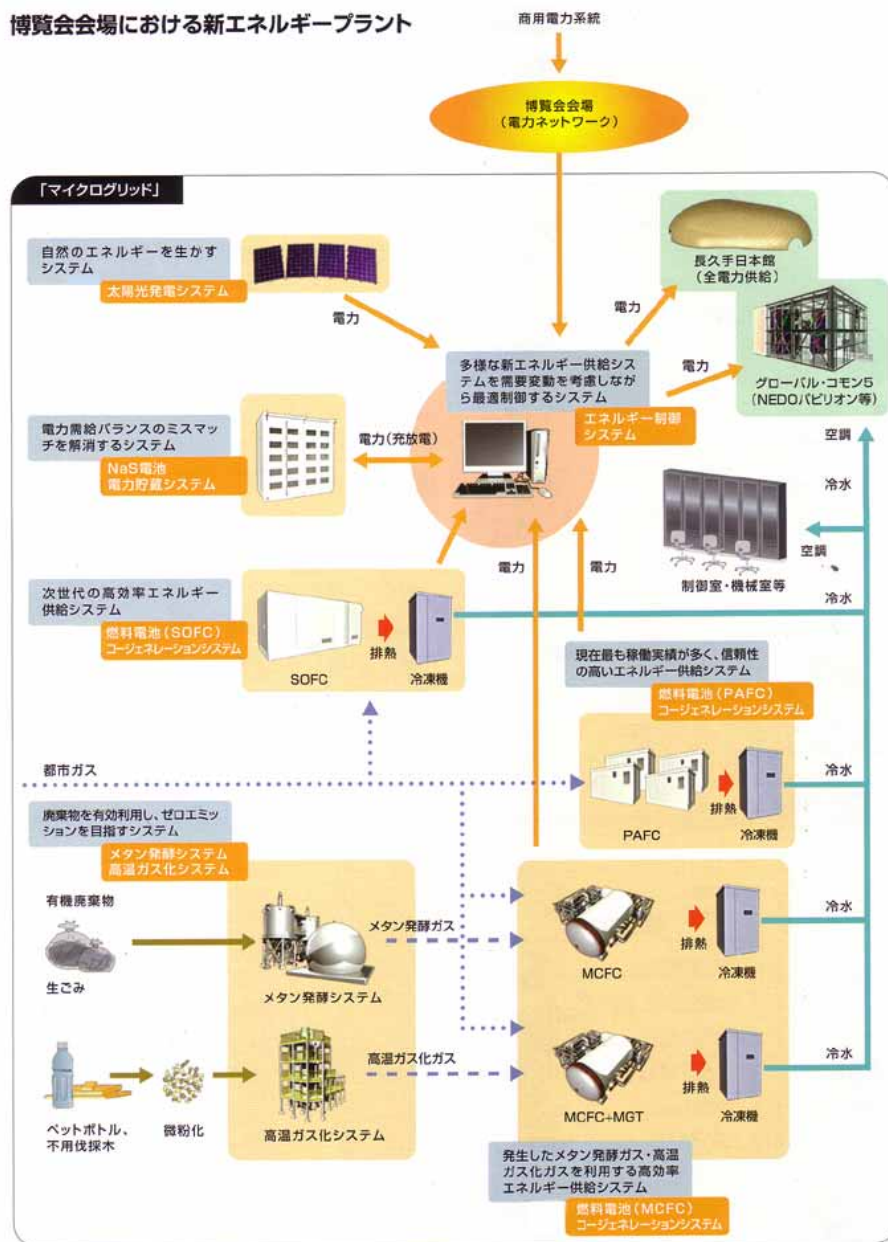 博覧会会場における新エネルギープラント
商用電力系統
博覧会会場
(電力ネットワーク)
「マイクログリッド」
自然のエネルギーを生かす
システム
太陽光発電システム
電力
長久手日本館
(全電力供給)
電力
多様な新エネルギー供給シス
テムを需要変動を考慮しなが
ら最適制御するシステム
エネルギー制御
システム
電力
グローバル・コモン5
(NEDOパビリオン等)
電力需給バランスのミスマッ
チを解消するシステム
NaS電池
電力貯蔵システム
電力(充放電)
空調
冷水
空調
制御室・機械室等
冷水
次世代の高効率エネルギー
供給システム
燃料電池(SOFC)
コージェネレーションシステム
SOFC
排熱
冷凍機
電力
電力
現在最も稼働実績が多く、信頼性
の高いエネルギー供給システム
燃料電池(PAFC)
コージェネレーションシステム
PAFC
排熱
冷凍機
冷水
都市ガス
廃棄物を有効利用し、ゼロエミッ
ションを目指すシステム
メタン発酵システム
高温ガス化システム
有機廃棄物
生ごみ
メタン発酵システム
メタン発酵ガス
MCFC
排熱
冷凍機
冷水
ペットボトル、
不用伐採木
微粉化
高温ガス化システム
高温ガス化ガス
MCFC+MGT
排熱
冷凍機
冷水
発生したメタン発酵ガス・高温
ガス化ガスを利用する高効率
エネルギー供給システム
燃料電池(MCFC)
コージェネレーションシステム